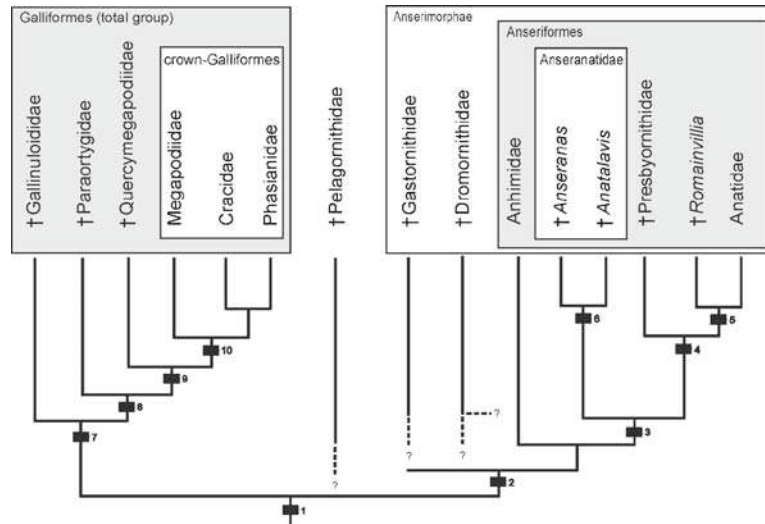 Galliformes (total group)
crown-Galliformes
†Gallinuloididae
†Paraortygidae
†Quercymegapodiidae
Megapodiidae
Cracidae
Phasianidae
†Pelagornithidae
Anserimorphae
Anseriformes
Anseranatidae
†Gastornithidae
†Dromornithidae
Anhimidae
†Anseranas
†Anatalavis
†Presbyornithidae
†Romainvillia
Anatidae
6
5
10
4
9
8
?
7
3
?
?
?
2
1